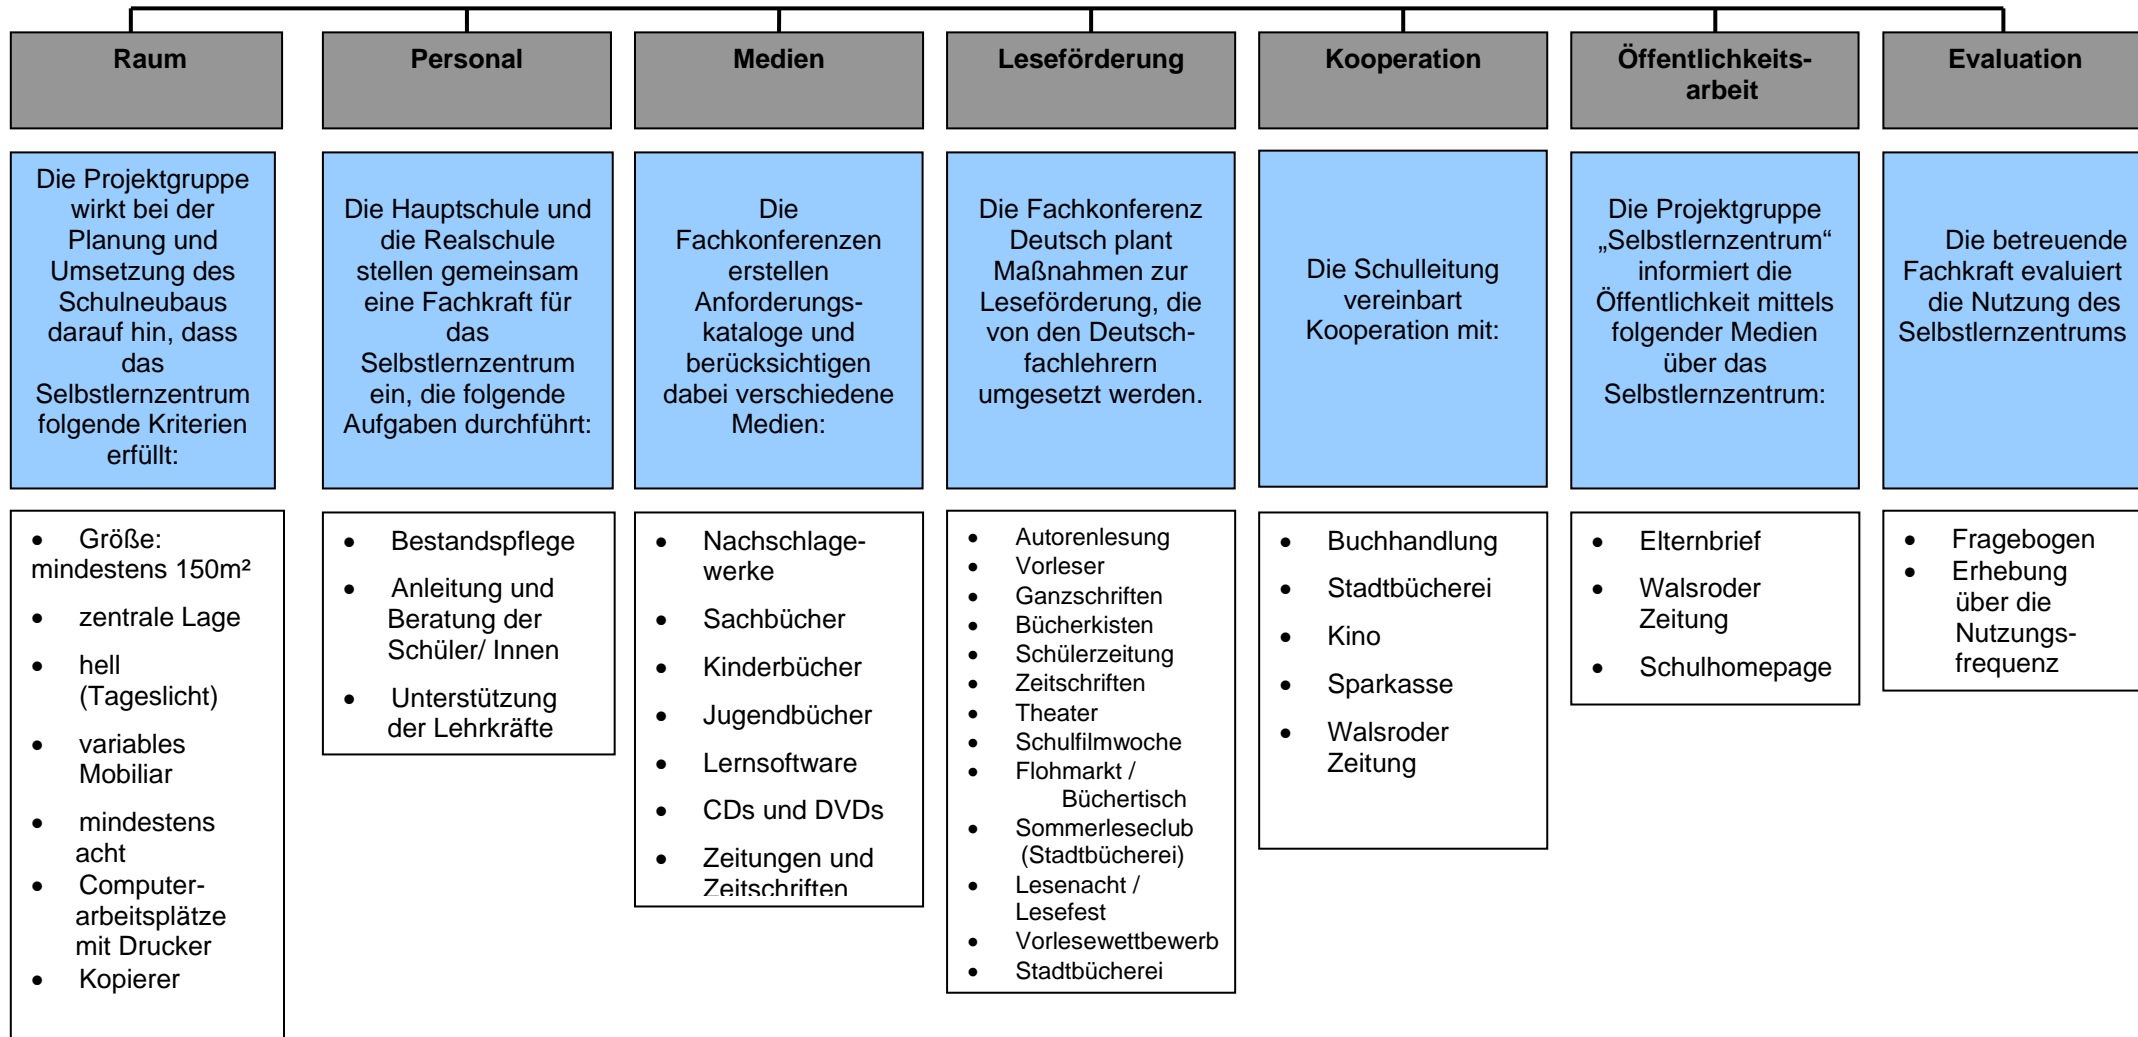 Raum
Personal
Medien
Leseförderung
Kooperation
Öffentlichkeits-
arbeit
Evaluation
Die Projektgruppe
wirkt bei der
Planung und
Umsetzung des
Schulneubaus
darauf hin, dass
das
Selbstlernzentrum
folgende Kriterien
erfüllt:
Die Hauptschule und
die Realschule
stellen gemeinsam
eine Fachkraft für
das
Selbstlernzentrum
ein, die folgende
Aufgaben durchführt:
Die
Fachkonferenzen
erstellen
Anforderungs-
kataloge und
berücksichtigen
dabei verschiedene
Medien:
Die Fachkonferenz
Deutsch plant
Maßnahmen zur
Leseförderung, die
von den Deutsch-
fachlehrern
umgesetzt werden.
Die Schulleitung
vereinbart
Kooperation mit:
Die Projektgruppe
„Selbstlernzentrum“
informiert die
Öffentlichkeit mittels
folgender Medien
über das
Selbstlernzentrum:
Die betreuende
Fachkraft evaluiert
die Nutzung des
Selbstlernzentrums
• Größe:
mindestens 150m²
• zentrale Lage
• hell
(Tageslicht)
• variables
Mobiliar
• mindestens
acht
• Computer-
arbeitsplätze
mit Drucker
• Kopierer
• Bestandspflege
• Anleitung und
Beratung der
Schüler/ Innen
• Unterstützung
der Lehrkräfte
• Nachschlage-
werke
• Sachbücher
• Kinderbücher
• Jugendbücher
• Lernsoftware
• CDs und DVDs
• Zeitungen und
Zeitschriften
• Autorenlesung
• Vorleser
• Ganzschriften
• Bücherkisten
• Schülerzeitung
• Zeitschriften
• Theater
• Schulfilmwoche
• Flohmarkt /
Büchertisch
• Sommerleseclub
(Stadtbücherei)
• Lesenacht /
Lesefest
• Vorlesewettbewerb
• Stadtbücherei
• Buchhandlung
• Stadtbücherei
• Kino
• Sparkasse
• Walsroder
Zeitung
• Elternbrief
• Walsroder
Zeitung
• Schulhomepage
• Fragebogen
• Erhebung
über die
Nutzungs-
frequenz